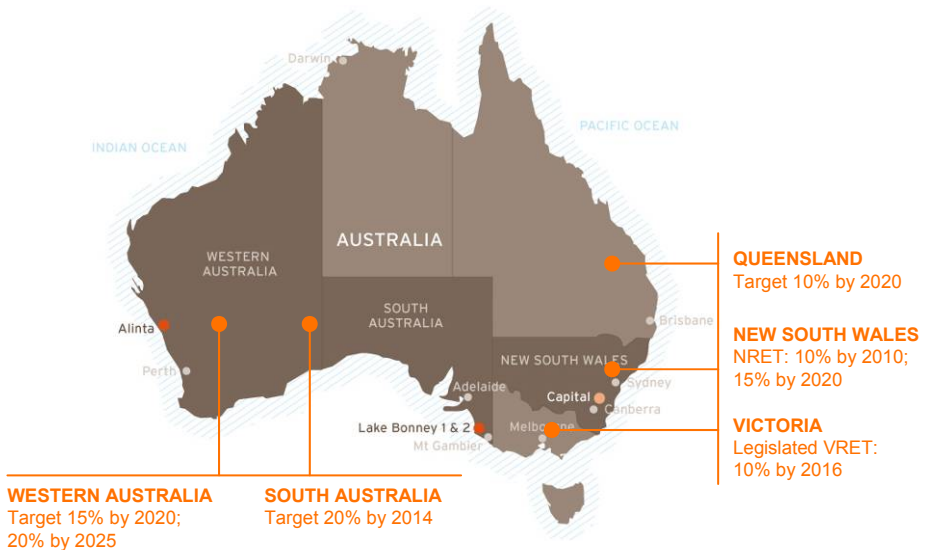 Darwin
PACIFIC OCEAN
INDIAN OCEAN
AUSTRALIA
WESTERN
AUSTRALIA
QUEENSLAND
Target 10% by 2020
SOUTH
AUSTRALIA
Alinta
Brisbane
NEW SOUTH WALES
NRET: 10% by 2010;
15% by 2020
NEW SOUTH WALES
Perth
Sydney
Adelaide
Capital
Canberra
Lake Bonney 1 & 2
Melbourne
Mt Gambier
VICTORIA
Legislated VRET:
10% by 2016
WESTERN AUSTRALIA
Target 15% by 2020;
20% by 2025
SOUTH AUSTRALIA
Target 20% by 2014